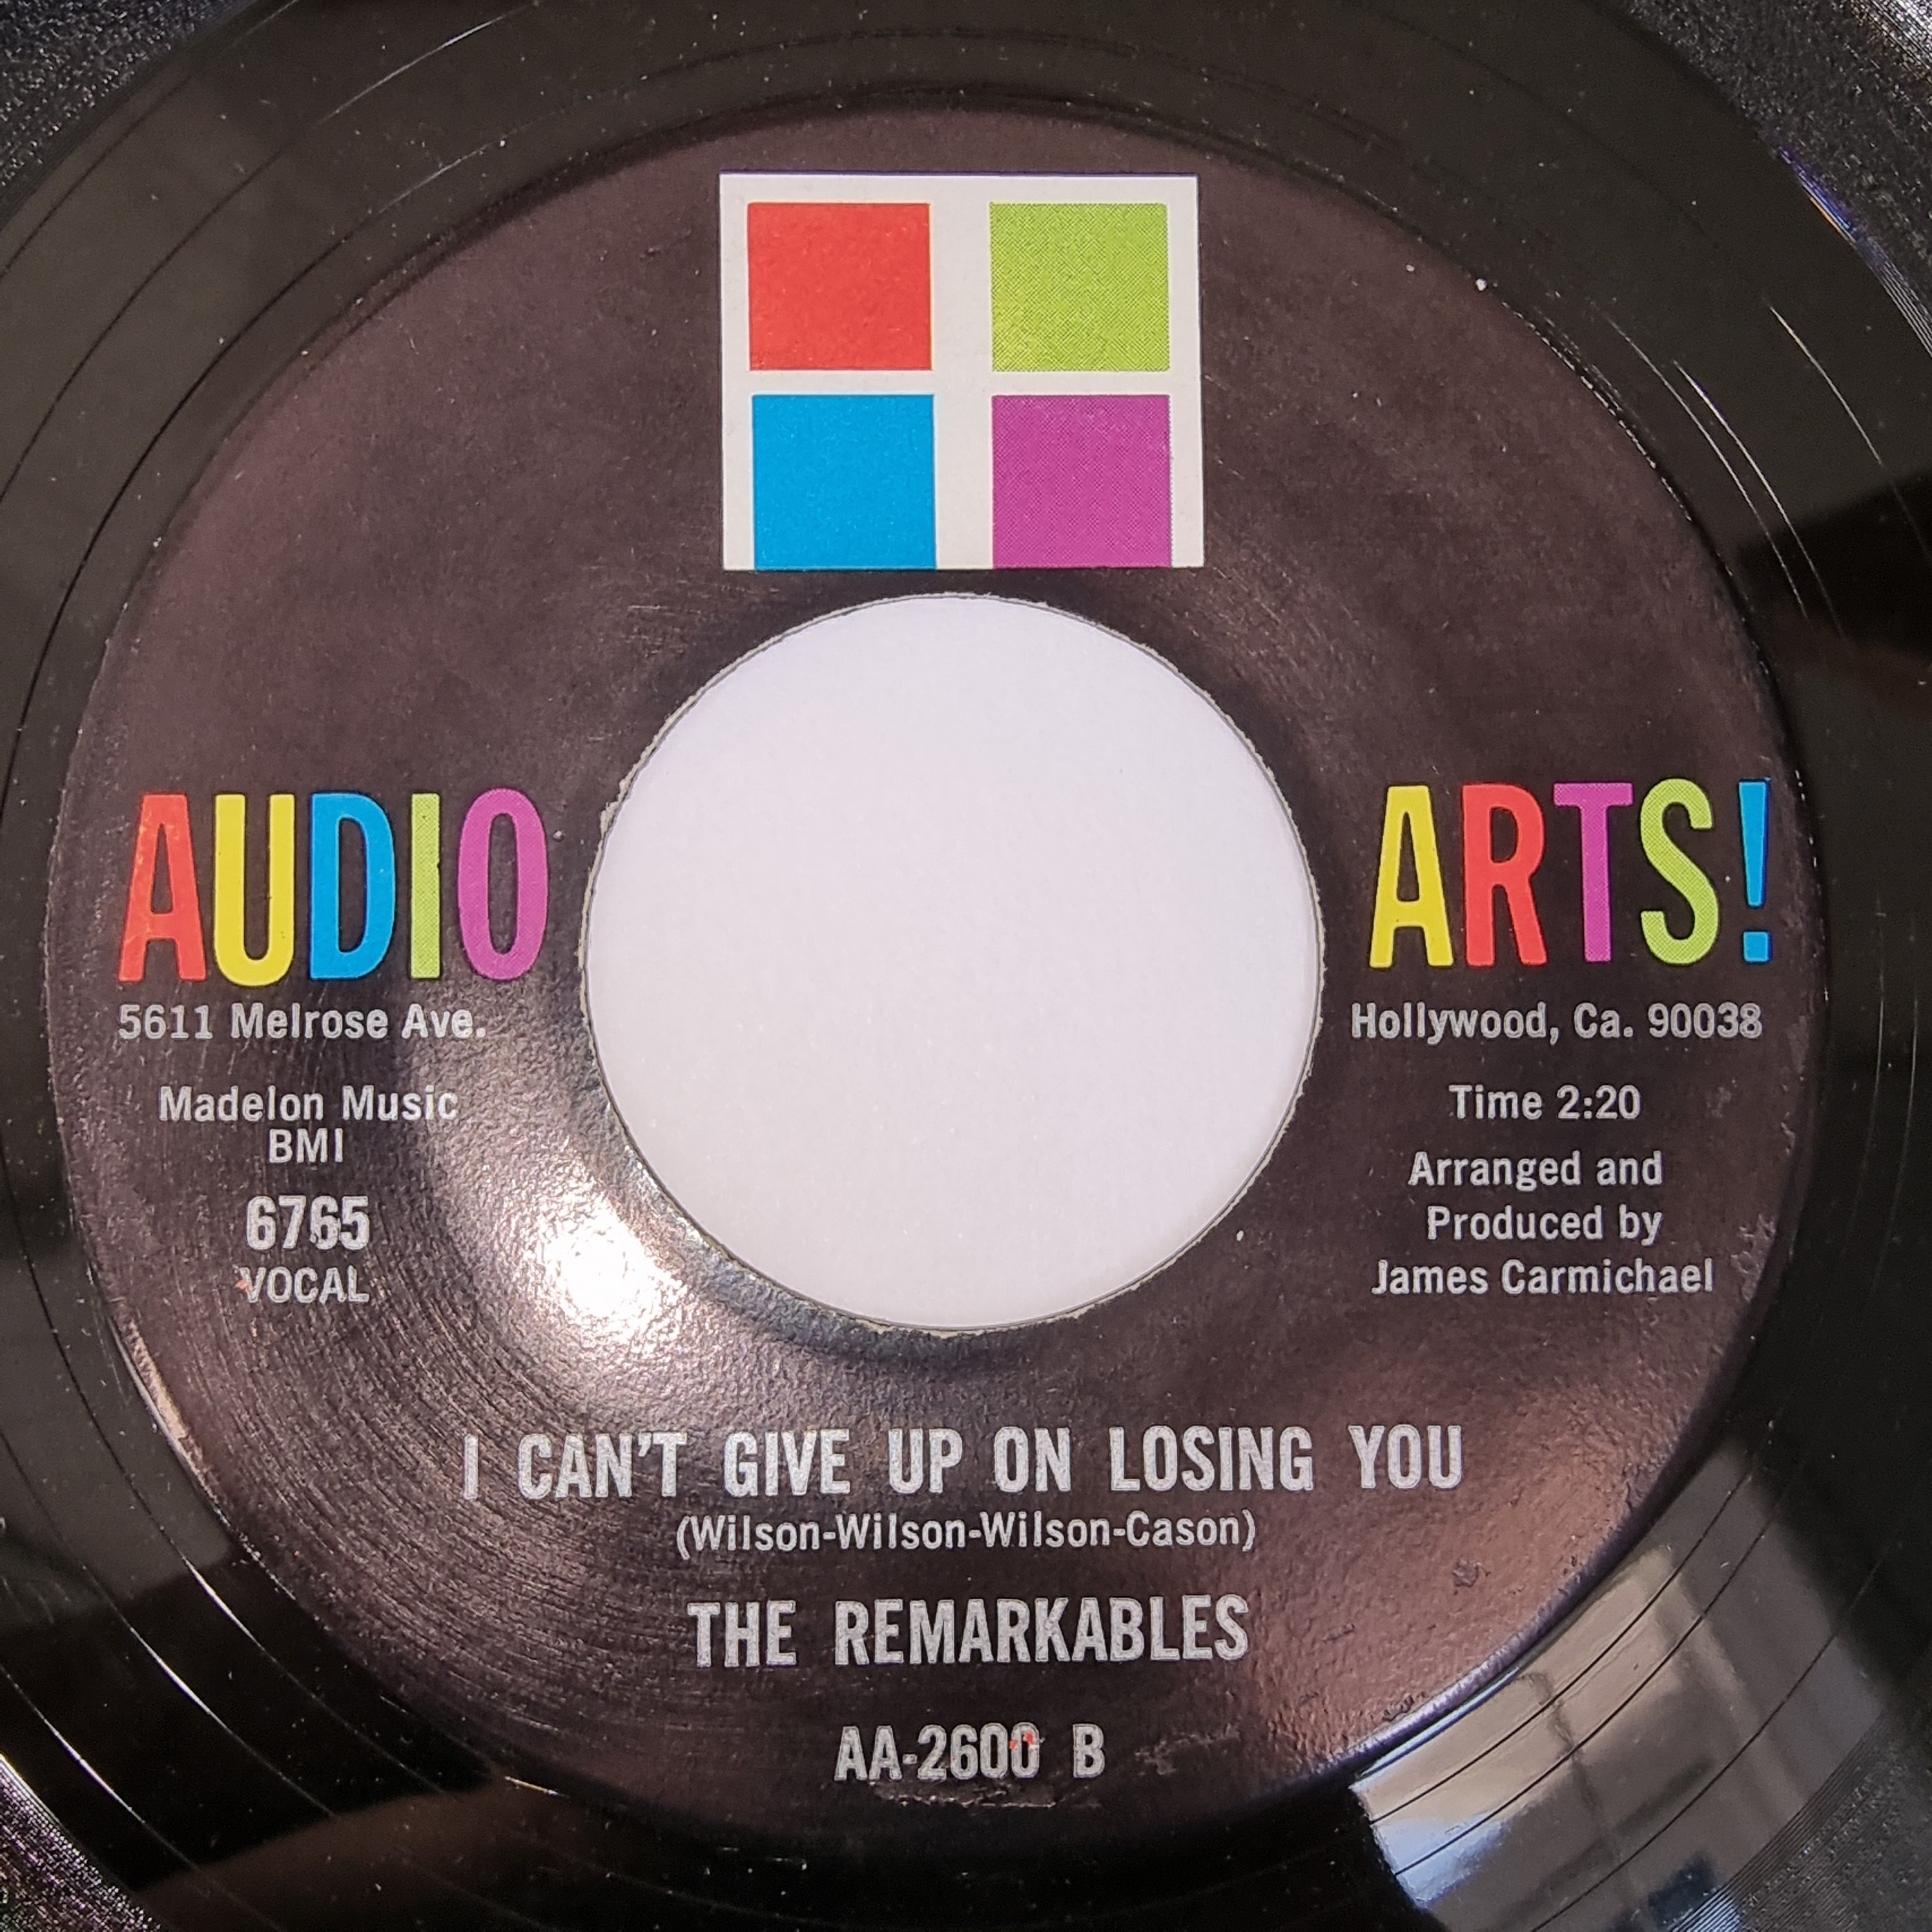 AUDIO ARTS!
5611 Melrose Ave.
Hollywood, Ca. 90038
Madelon Music
BMI
6765
VOCAL
Time 2:20
Arranged and
Produced by
James Carmichael
I CAN'T GIVE UP ON LOSING YOU
(Wilson-Wilson-Wilson-Cason)
THE REMARKABLES
AA-2600 B